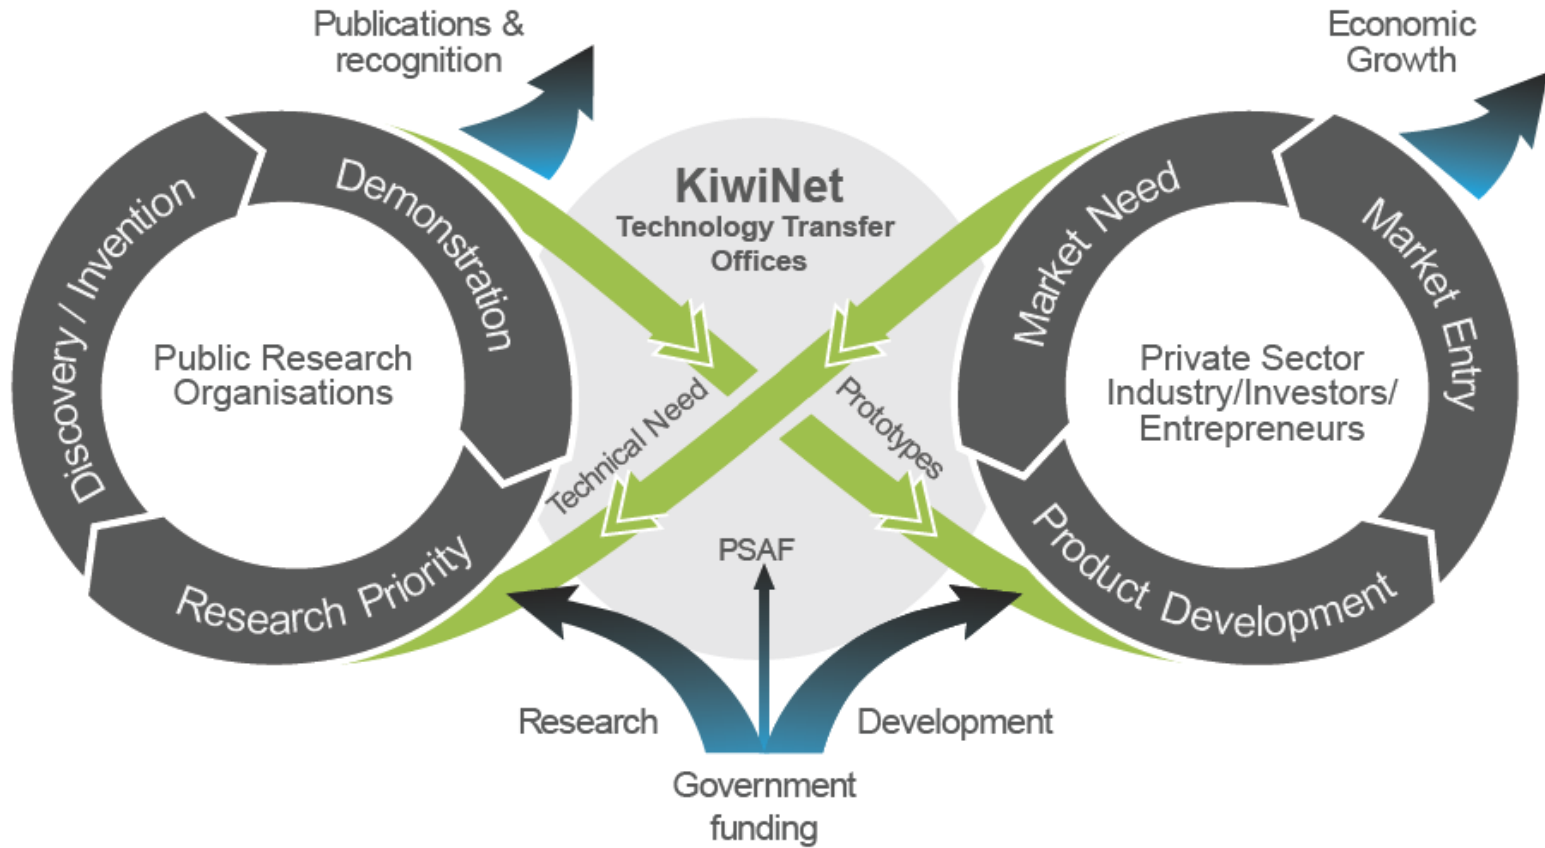 Publications &
recognition
Economic
Growth
KiwiNet
Technology Transfer
Offices
Discovery / Invention
Demonstration
Research Priority
Public Research
Organisations
Market Need
Market Entry
Product Development
Private Sector
Industry/Investors/
Entrepreneurs
Technical Need
Prototypes
PSAF
Research
Development
Government
funding